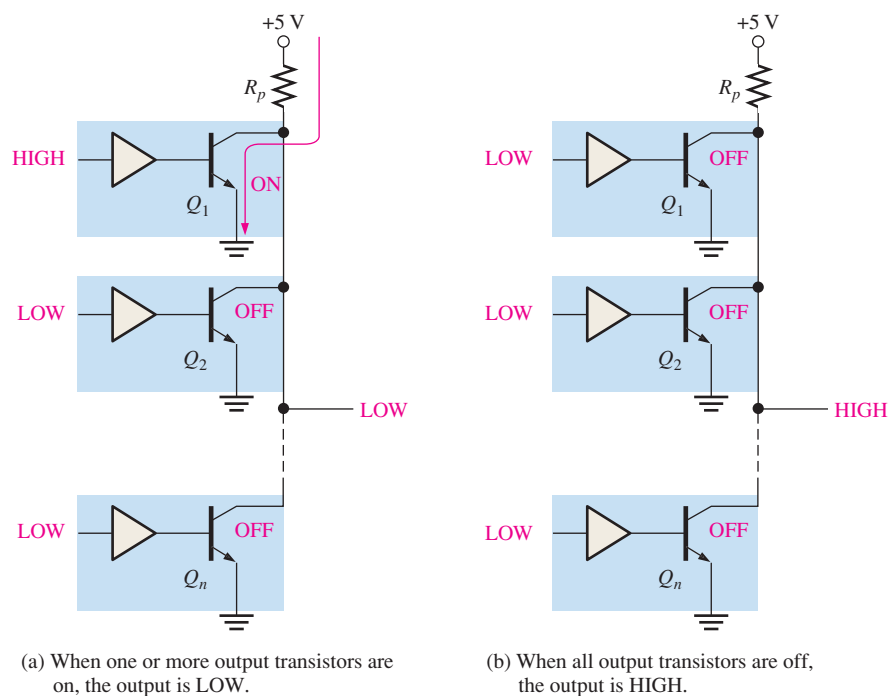 +5 V
R_p
HIGH
ON
Q_1
LOW
OFF
Q_2
LOW
LOW
OFF
Q_n
(a) When one or more output transistors are
on, the output is LOW.
+5 V
R_p
LOW
OFF
Q_1
LOW
OFF
Q_2
HIGH
LOW
OFF
Q_n
(b) When all output transistors are off,
the output is HIGH.